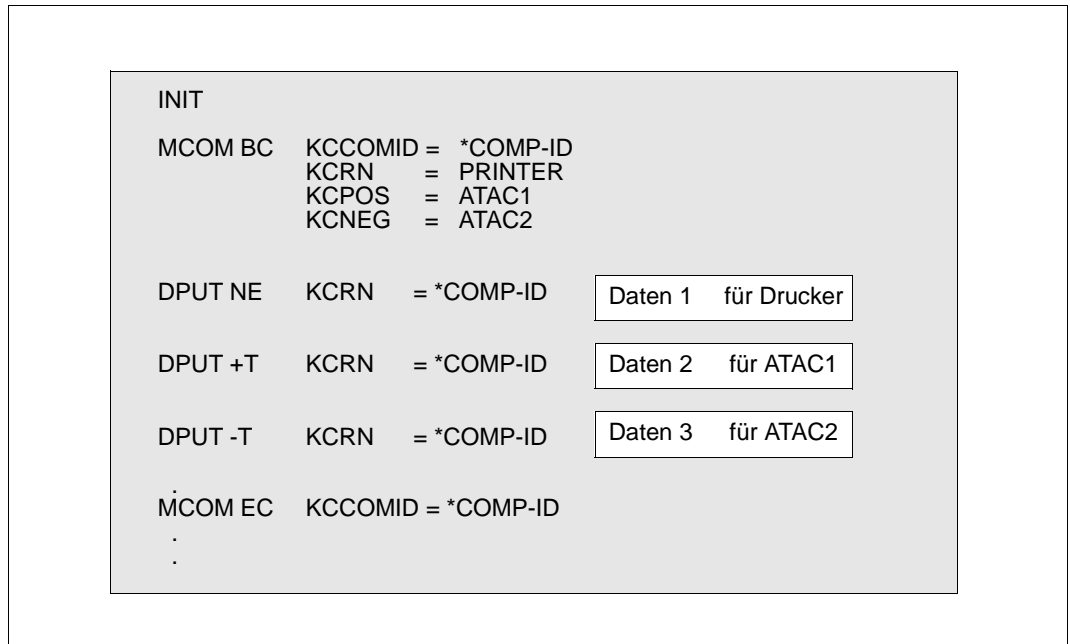 INIT
MCOM BC KCCOMID = *COMP-ID
KCRN = PRINTER
KCPOS = ATAC1
KCNEG = ATAC2
DPUT NE KCRN = *COMP-ID Daten 1 für Drucker
DPUT +T KCRN = *COMP-ID Daten 2 für ATAC1
DPUT -T KCRN = *COMP-ID Daten 3 für ATAC2
.
MCOM EC KCCOMID = *COMP-ID
.
.